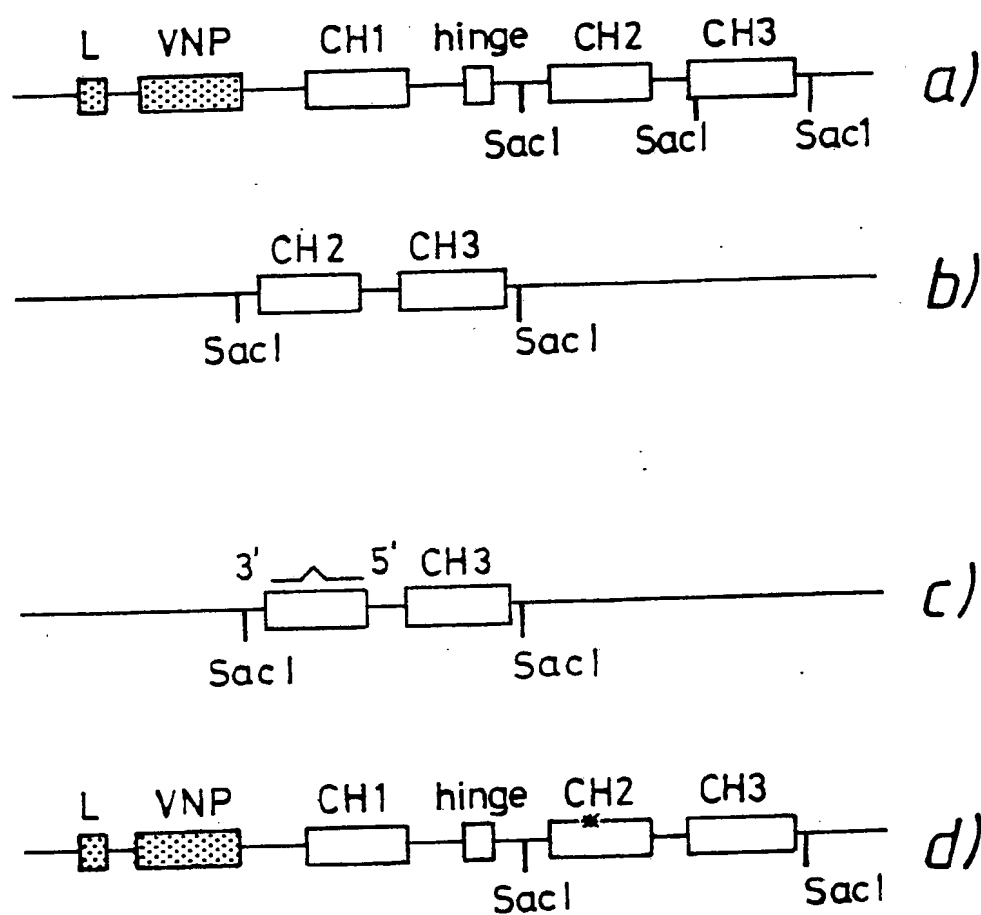 L VNP CH1 hinge CH2 CH3
a)
SacI SacI Sac1
CH2 CH3
b)
SacI SacI
3' 5' CH3
c)
SacI SacI
L VNP CH1 hinge CH2 CH3
*
d)
SacI SacI